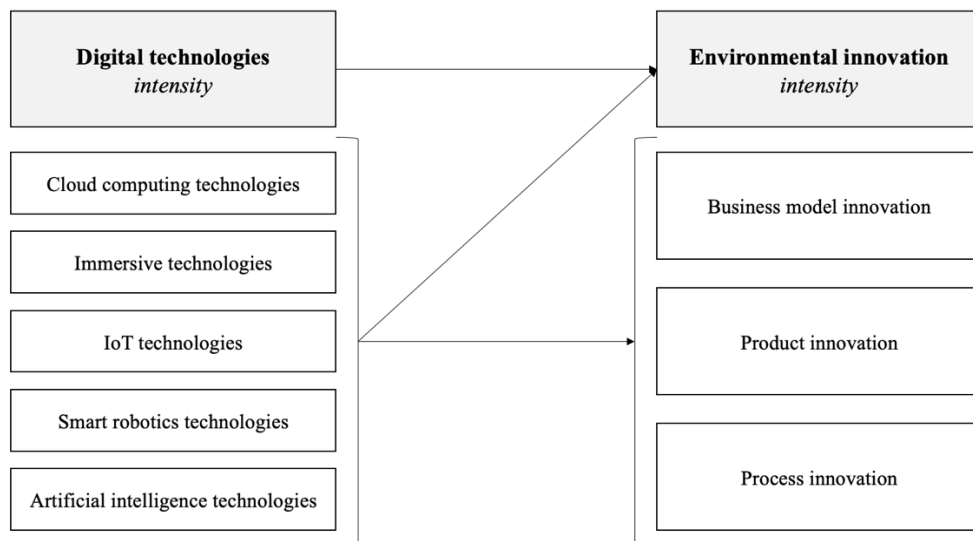 Digital technologies
intensity
Environmental innovation
intensity
Cloud computing technologies
Immersive technologies
IoT technologies
Smart robotics technologies
Artificial intelligence technologies
Business model innovation
Product innovation
Process innovation